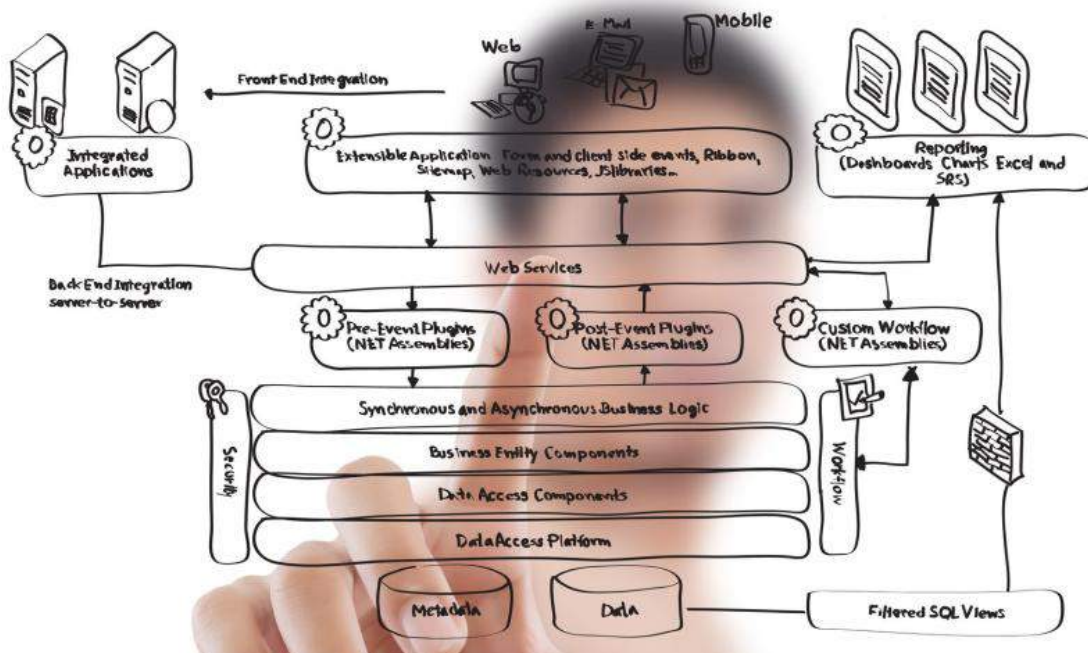 Web
E-Mail
Mobile
Front End Integration
Integrated
Applications
Extensible Application Form and client side events, Ribbon,
Sitemap, Web Resources, JSlibraries...
Reporting
(Dashboards Charts Excel and
SRS)
Web Services
Back End Integration
server-to-server
Pre-Event Plugins
(NET Assemblies)
Post-Event Plugins
(NET Assemblies)
Custom Workflow
(NET Assemblies)
Synchronous and Asynchronous Business Logic
Security
Business Entity Components
Workflow
Data Access Components
Data Access Platform
Metadata
Data
Filtered SQL Views